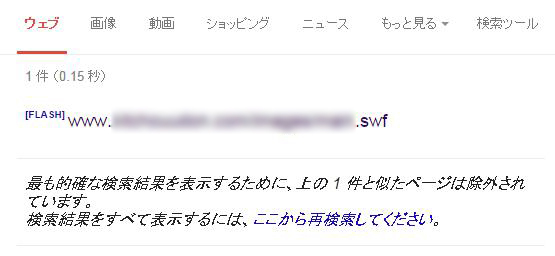 ウェブ 画像 動画 ショッピング ニュース もっと見る 検索ツール
1 件 （0.15 秒）
[FLASH] www. .swf
最も的確な検索結果を表示するために、上の 1 件と似たページは除外され
ています。
検索結果をすべて表示するには、ここから再検索してください。